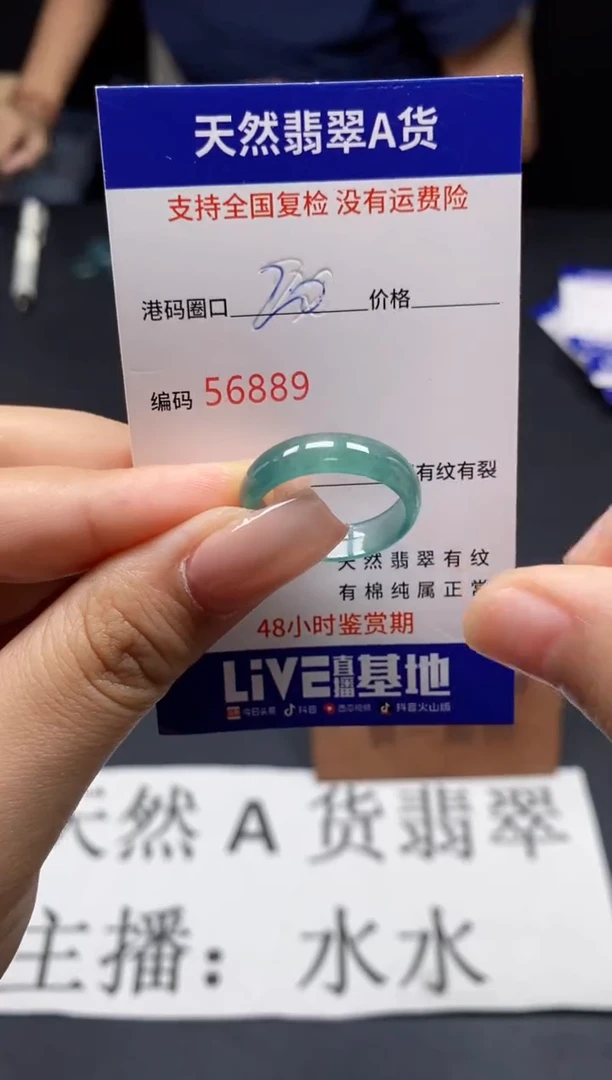 天然翡翠A货
支持全国复检 没有运费险
港码圈口 价格
编码 56889
有纹有裂
天然翡翠有纹
有棉纯属正常
48小时鉴赏期
LiVE直播基地
今日头条 抖音 西瓜视频 抖音火山版
天然A货翡翠
主播：水水